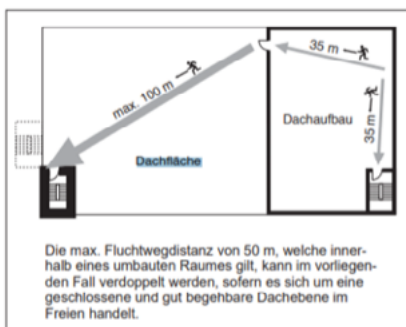 35 m
max. 100 m
Dachaufbau
35 m
Dachfläche
Die max. Fluchtwegdistanz von 50 m, welche inner-
halb eines umbauten Raumes gilt, kann im vorliegen-
den Fall verdoppelt werden, sofern es sich um eine
geschlossene und gut begehbare Dachebene im
Freien handelt.